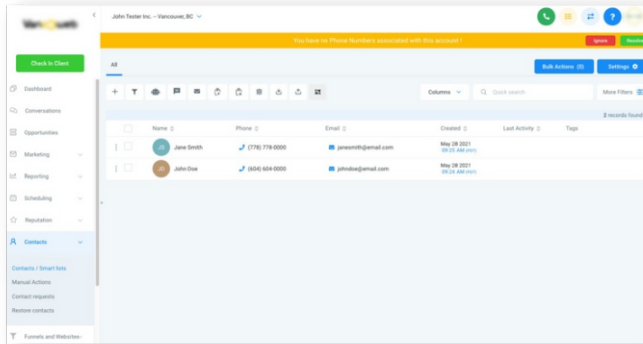 John Tester Inc. – Vancouver, BC
?
You have no Phone Numbers associated with this account !
Ignore
Check In Client
All
Bulk Actions (0)
Settings
Dashboard
Columns
Quick search
More Filters
Conversations
2 records found
Opportunities
Name
Phone
Email
Created
Last Activity
Tags
Marketing
JS
Jane Smith
(778) 778-0000
janesmith@email.com
May 28 2021
09:25 AM (PDT)
Reporting
JD
John Doe
(604) 604-0000
johndoe@email.com
May 28 2021
09:24 AM (PDT)
Scheduling
Reputation
Contacts
Contacts / Smart lists
Manual Actions
Contact requests
Restore contacts
Funnels and Websites